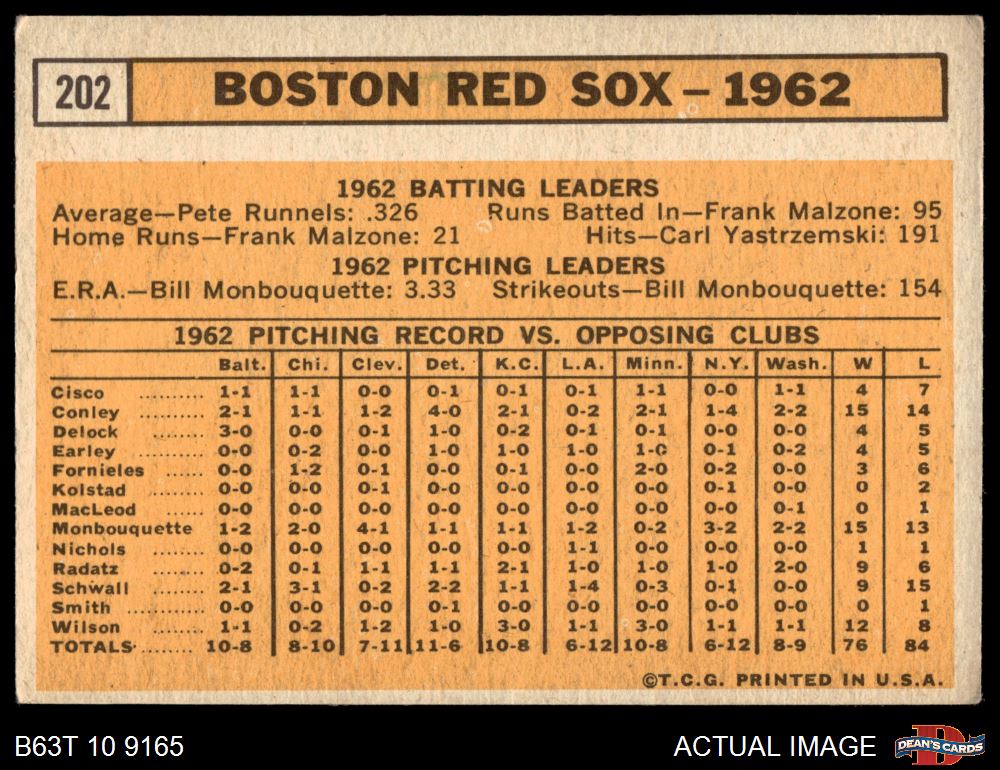 202 BOSTON RED SOX – 1962
1962 BATTING LEADERS
Average—Pete Runnels: .326 Runs Batted In—Frank Malzone: 95
Home Runs—Frank Malzone: 21 Hits—Carl Yastrzemski: 191
1962 PITCHING LEADERS
E.R.A.—Bill Monbouquette: 3.33 Strikeouts—Bill Monbouquette: 154
1962 PITCHING RECORD VS. OPPOSING CLUBS
Balt. Chi. Clev. Det. K.C. L.A. Minn. N.Y. Wash. W L
Cisco .......... 1-1 1-1 0-0 0-1 0-1 0-1 1-1 0-0 1-1 4 7
Conley ........ 2-1 1-1 1-2 4-0 2-1 0-2 2-1 1-4 2-2 15 14
Delock ........ 3-0 0-0 0-1 1-0 0-2 0-1 0-1 0-0 0-0 4 5
Earley ........ 0-0 0-2 0-0 1-0 1-0 1-0 1-0 0-1 0-2 4 5
Fornieles ...... 0-0 1-2 0-1 0-0 0-1 0-0 2-0 0-2 0-0 3 6
Kolstad ........ 0-0 0-0 0-1 0-0 0-0 0-0 0-0 0-1 0-0 0 2
MacLeod ...... 0-0 0-0 0-0 0-0 0-0 0-0 0-0 0-0 0-1 0 1
Monbouquette 1-2 2-0 4-1 1-1 1-1 1-2 0-2 3-2 2-2 15 13
Nichols ........ 0-0 0-0 0-0 0-0 0-0 1-1 0-0 0-0 0-0 1 1
Radatz ........ 0-2 0-1 1-1 1-1 2-1 1-0 1-0 1-0 2-0 9 6
Schwall ........ 2-1 3-1 0-2 2-2 1-1 1-4 0-3 0-1 0-0 9 15
Smith ............ 0-0 0-0 0-0 0-1 0-0 0-0 0-0 0-0 0-0 0 1
Wilson .......... 1-1 0-2 1-2 1-0 3-0 1-1 3-0 1-1 1-1 12 8
TOTALS ........ 10-8 8-10 7-11 11-6 10-8 6-12 10-8 6-12 8-9 76 84
©T.C.G. PRINTED IN U.S.A.
B63T 10 9165 ACTUAL IMAGE DEAN'S CARDS